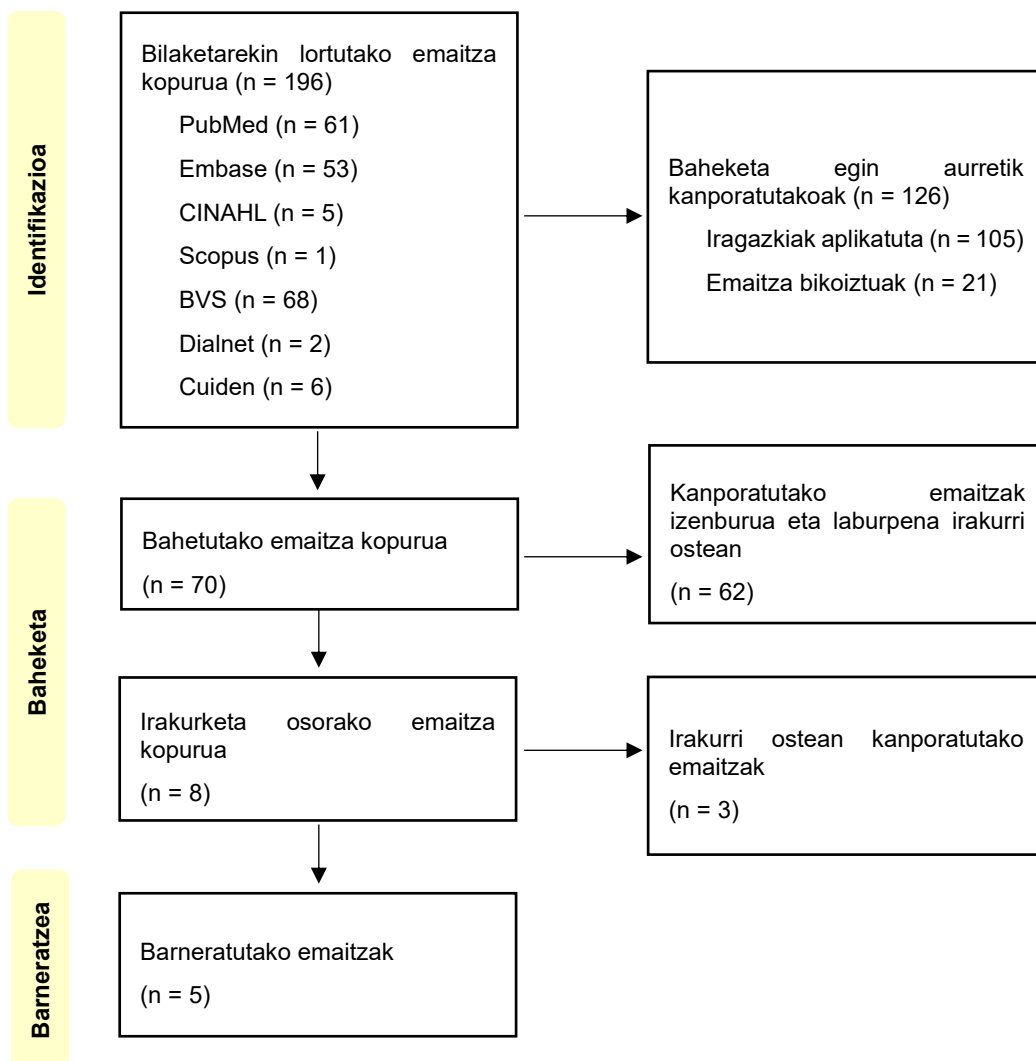 Identifikazioa
Bilaketarekin lortutako emaitza
kopurua (n = 196)
PubMed (n = 61)
Embase (n = 53)
CINAHL (n = 5)
Scopus (n = 1)
BVS (n = 68)
Dialnet (n = 2)
Cuiden (n = 6)
Baheketa egin aurretik
kanporatutakoak (n = 126)
Iragazkiak aplikatuta (n = 105)
Emaitza bikoiztuak (n = 21)
Baheketa
Bahetutako emaitza kopurua
(n = 70)
Kanporatutako emaitzak
izenburua eta laburpena irakurri
ostean
(n = 62)
Irakurketa osorako emaitza
kopurua
(n = 8)
Irakurri ostean kanporatutako
emaitzak
(n = 3)
Barneratzea
Barneratutako emaitzak
(n = 5)